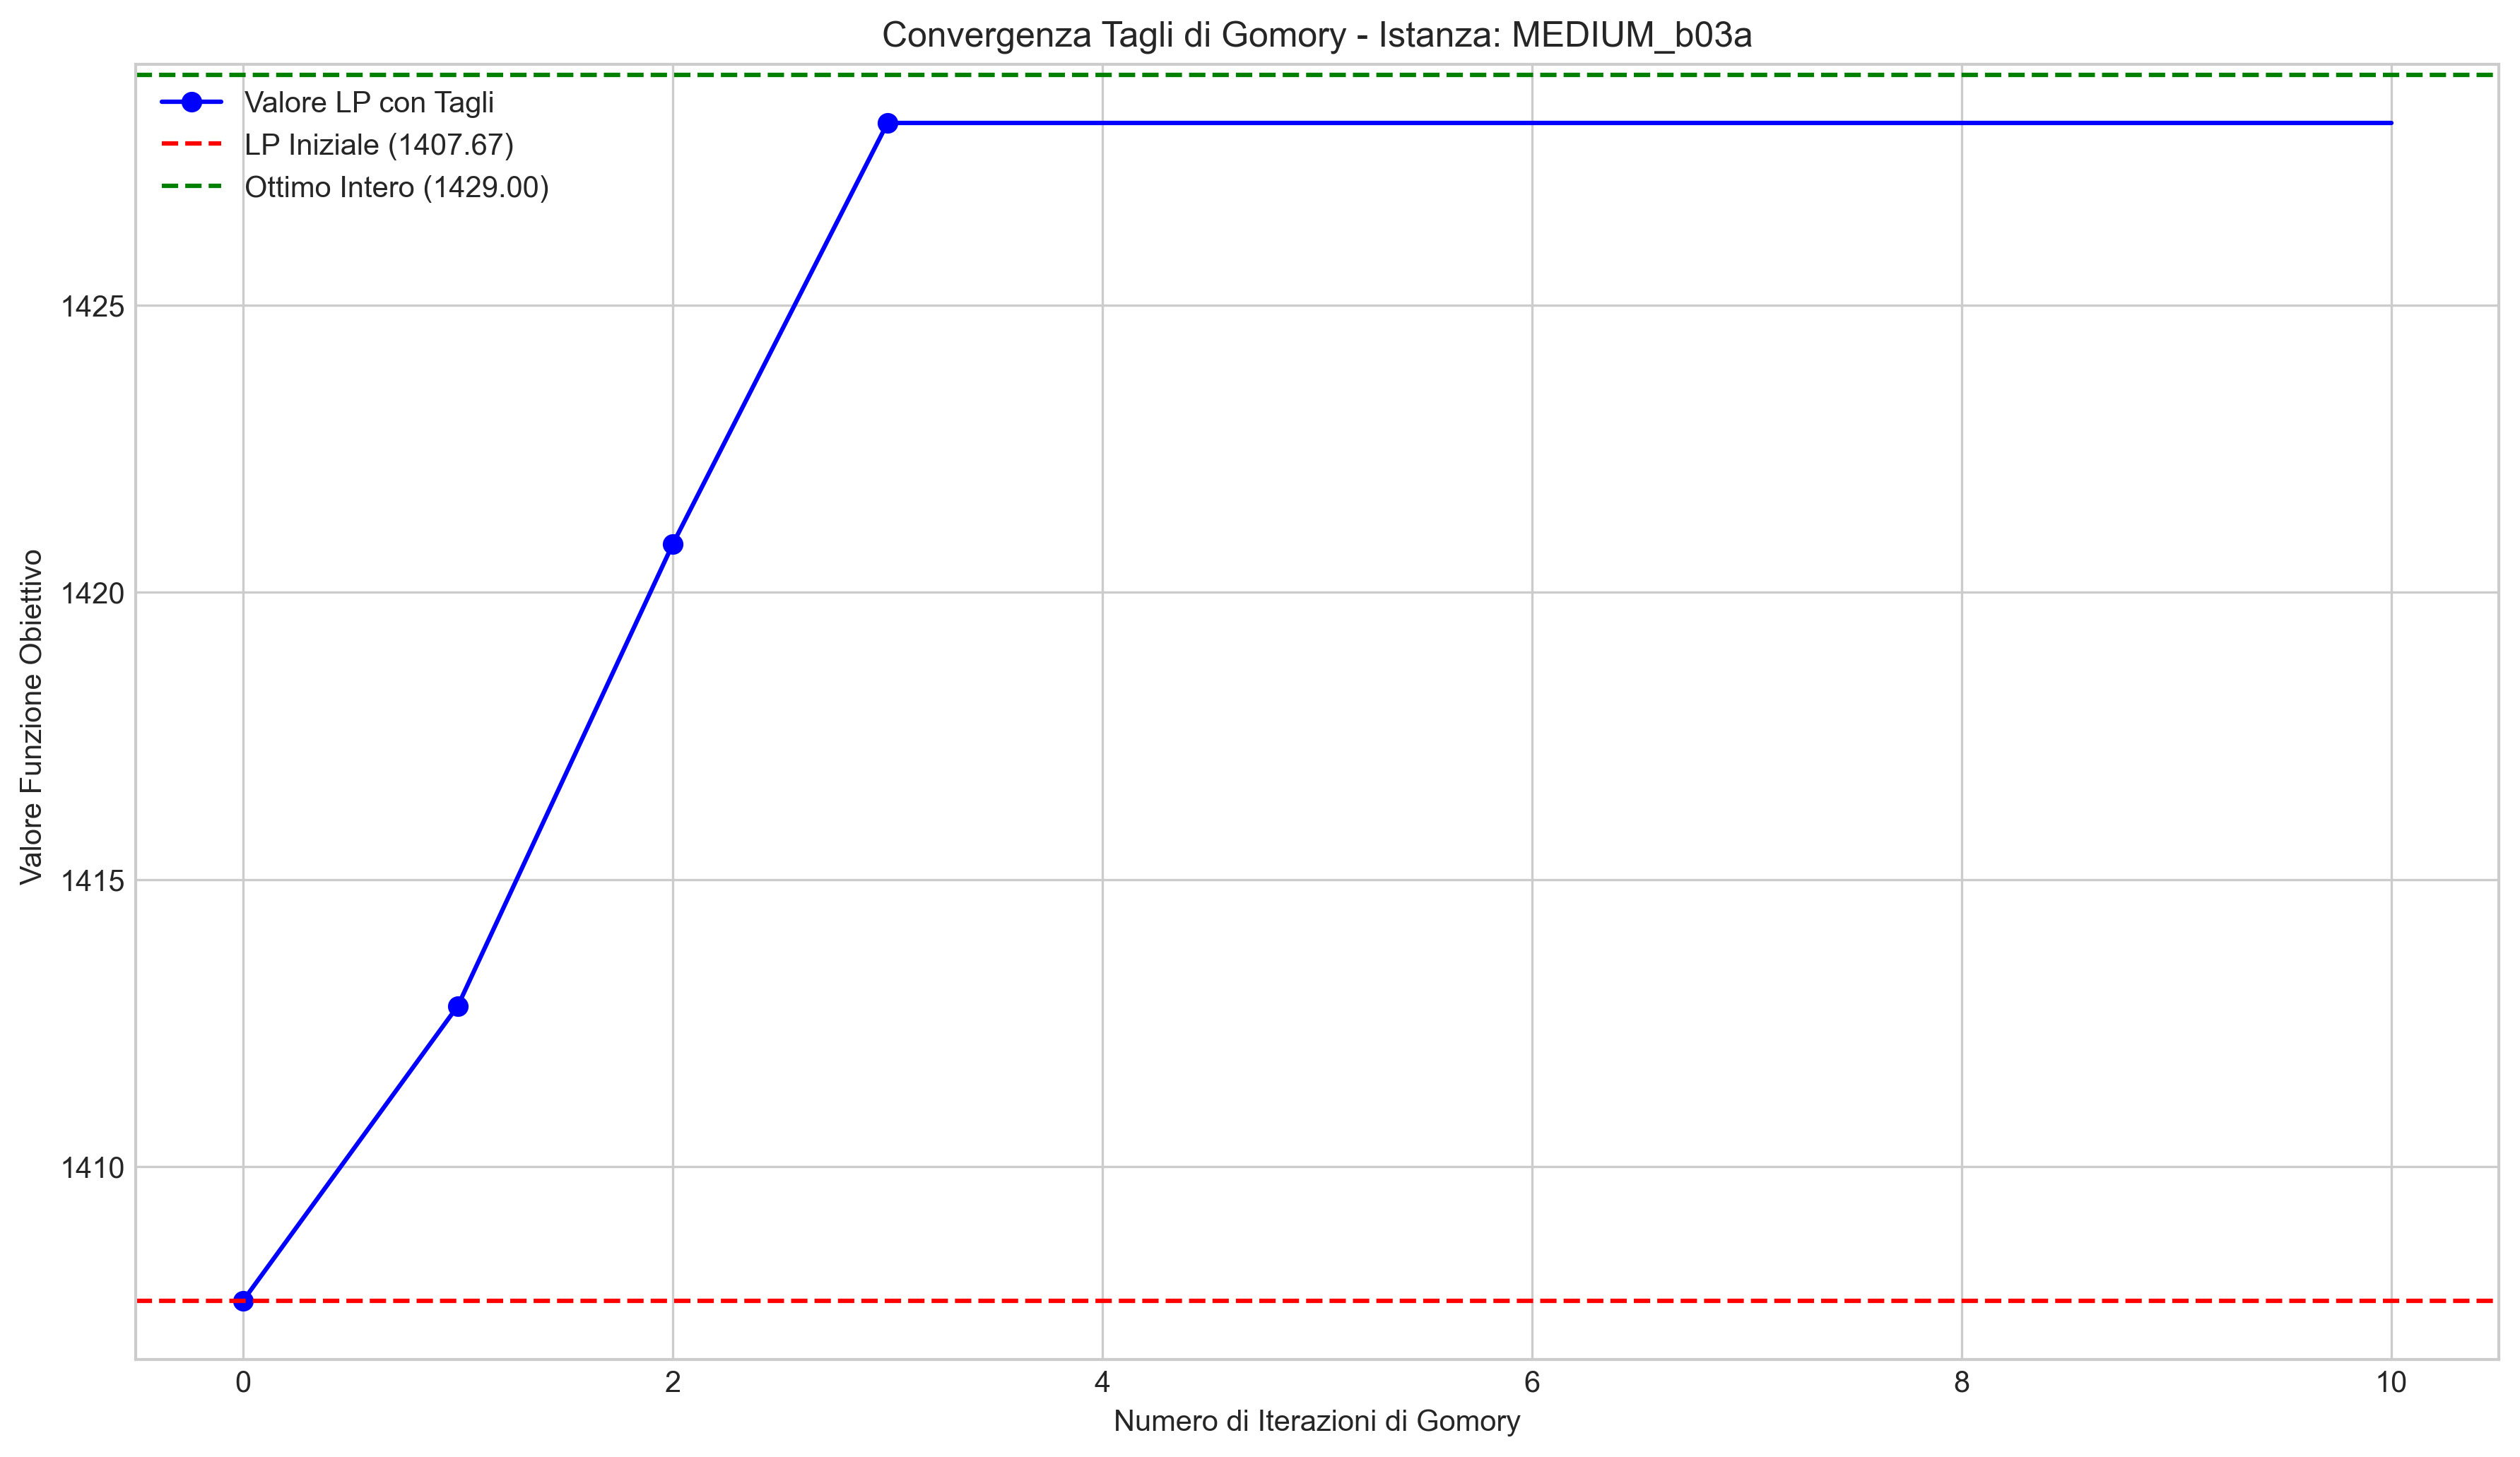 Convergenza Tagli di Gomory - Istanza: MEDIUM_b03a
Valore LP con Tagli
LP Iniziale (1407.67)
Ottimo Intero (1429.00)
Valore Funzione Obiettivo
1425
1420
1415
1410
0
2
4
6
8
10
Numero di Iterazioni di Gomory